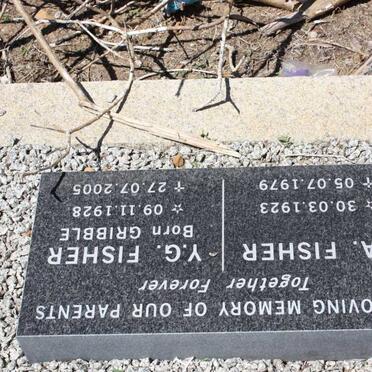 OVING MEMORY OF OUR PARENTS
Together Forever
A. FISHER
☆ 30.03.1923
✝ 05.07.1979
Y.G. FISHER
Born GRIBBLE
☆ 09.11.1928
✝ 27.07.2005